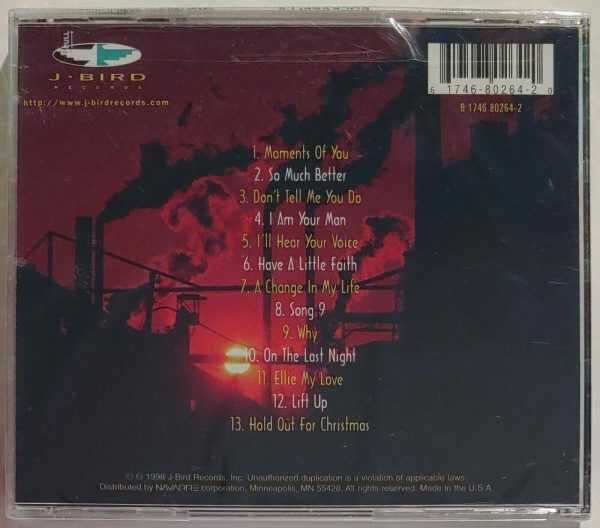 J·BIRD
RECORDS
http://www.j-birdrecords.com
6 1746-80264-2 0
6 1746 80264-2
1. Moments Of You
2. So Much Better
3. Don't Tell Me You Do
4. I Am Your Man
5. I'll Hear Your Voice
6. Have A Little Faith
7. A Change In My Life
8. Song 9
9. Why
10. On The Last Night
11. Ellie My Love
12. Lift Up
13. Hold Out For Christmas
℗ © 1998 J-Bird Records, Inc. Unauthorized duplication is a violation of applicable laws.
Distributed by NAVARRE corporation, Minneapolis, MN 55428. All rights reserved. Made in the U.S.A.